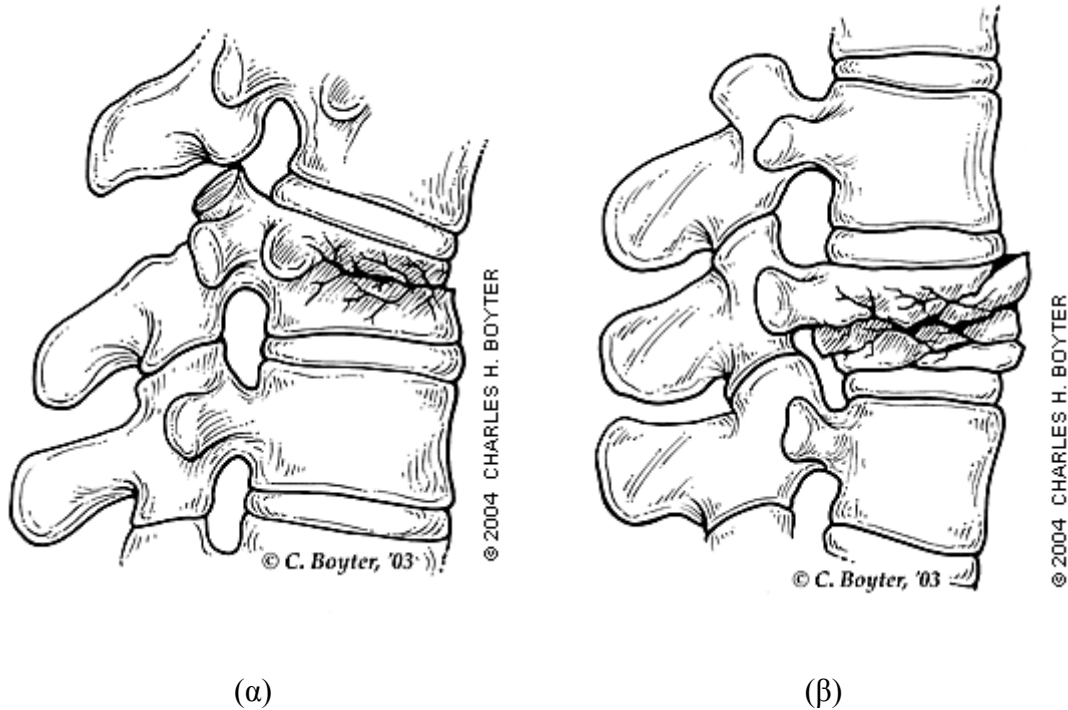 © 2004 CHARLES H. BOYTER
© C. Boyter, '03
© 2004 CHARLES H. BOYTER
© C. Boyter, '03
(α)
(β)